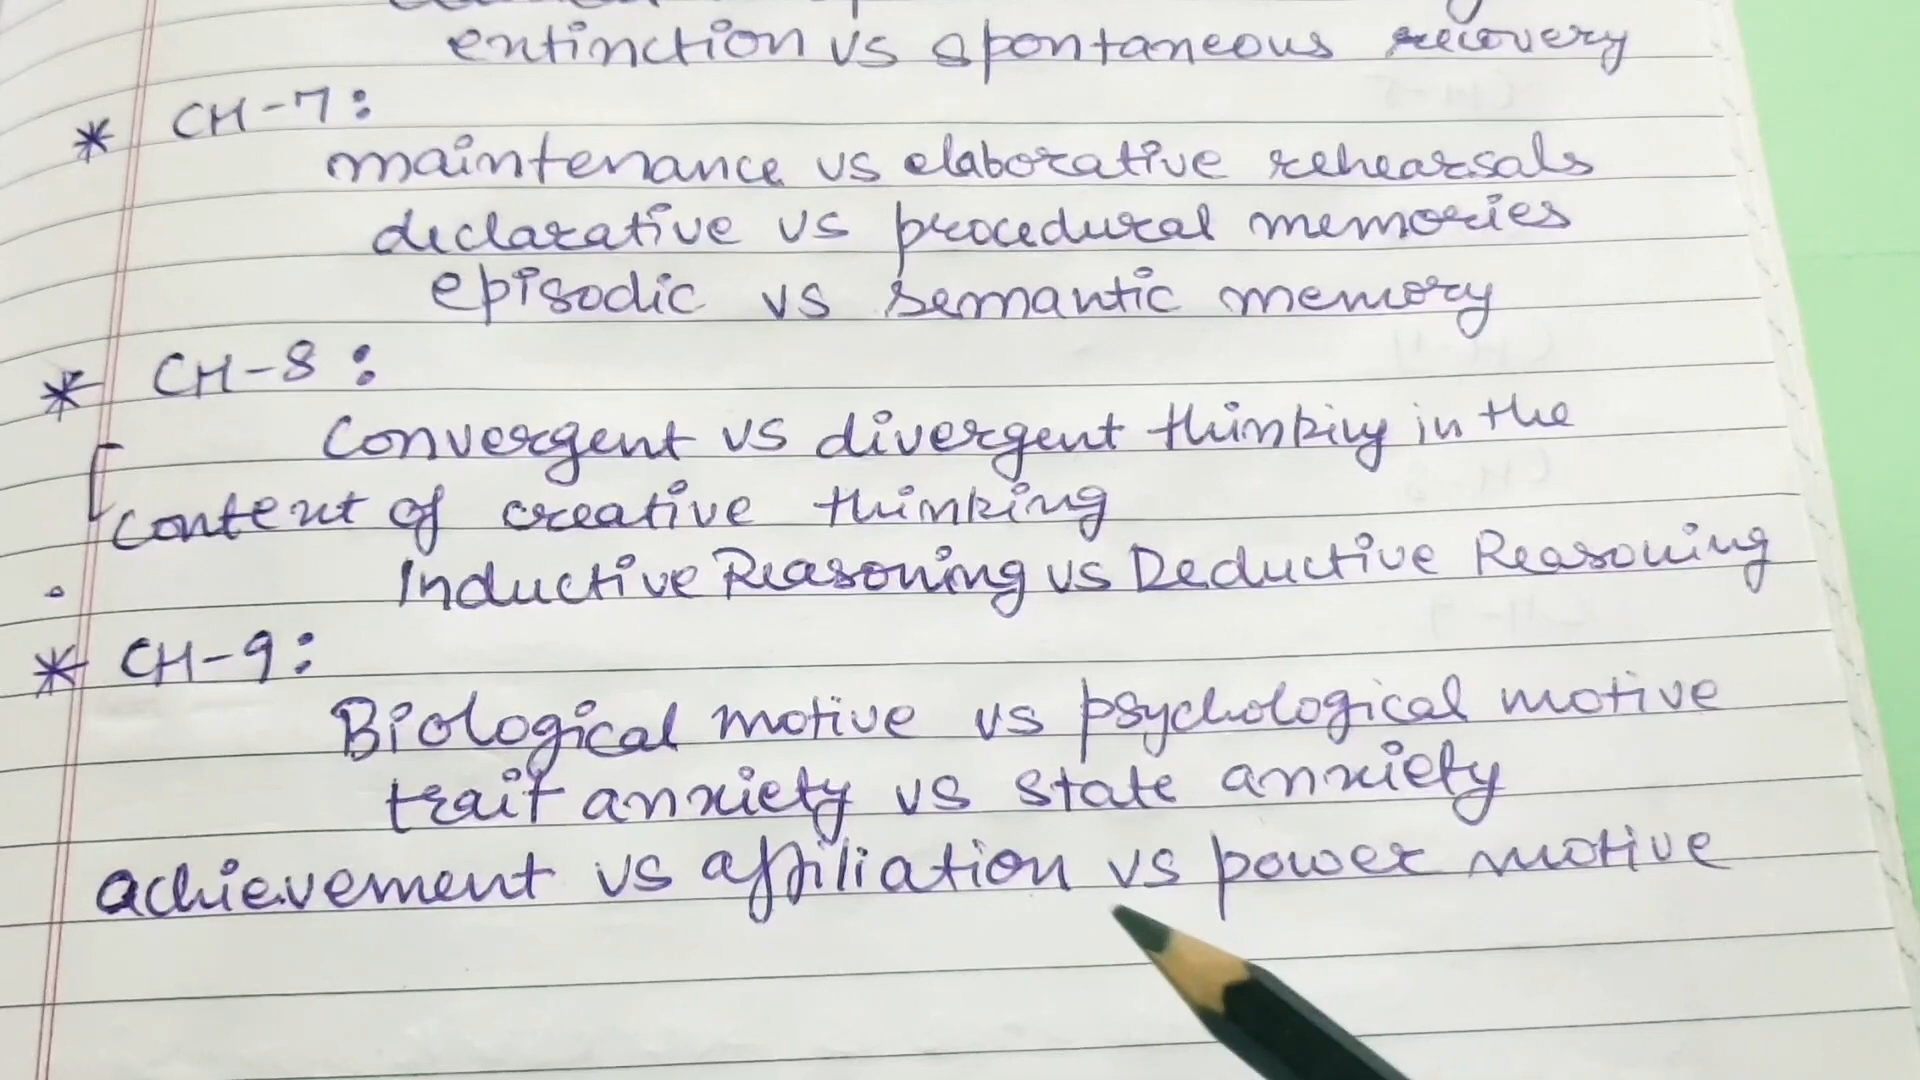 extinction vs spontaneous recovery
* CH-7:
maintenance vs elaborative rehearsals
declarative vs procedural memories
episodic vs semantic memory
* CH-8:
Convergent vs divergent thinking in the
context of creative thinking
Inductive Reasoning vs Deductive Reasoning
* CH-9:
Biological motive vs psychological motive
trait anxiety vs state anxiety
achievement vs affiliation vs power motive